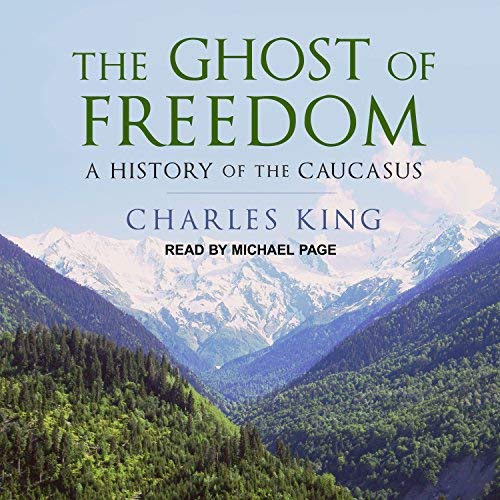 THE GHOST OF
FREEDOM
A HISTORY OF THE CAUCASUS
CHARLES KING
READ BY MICHAEL PAGE